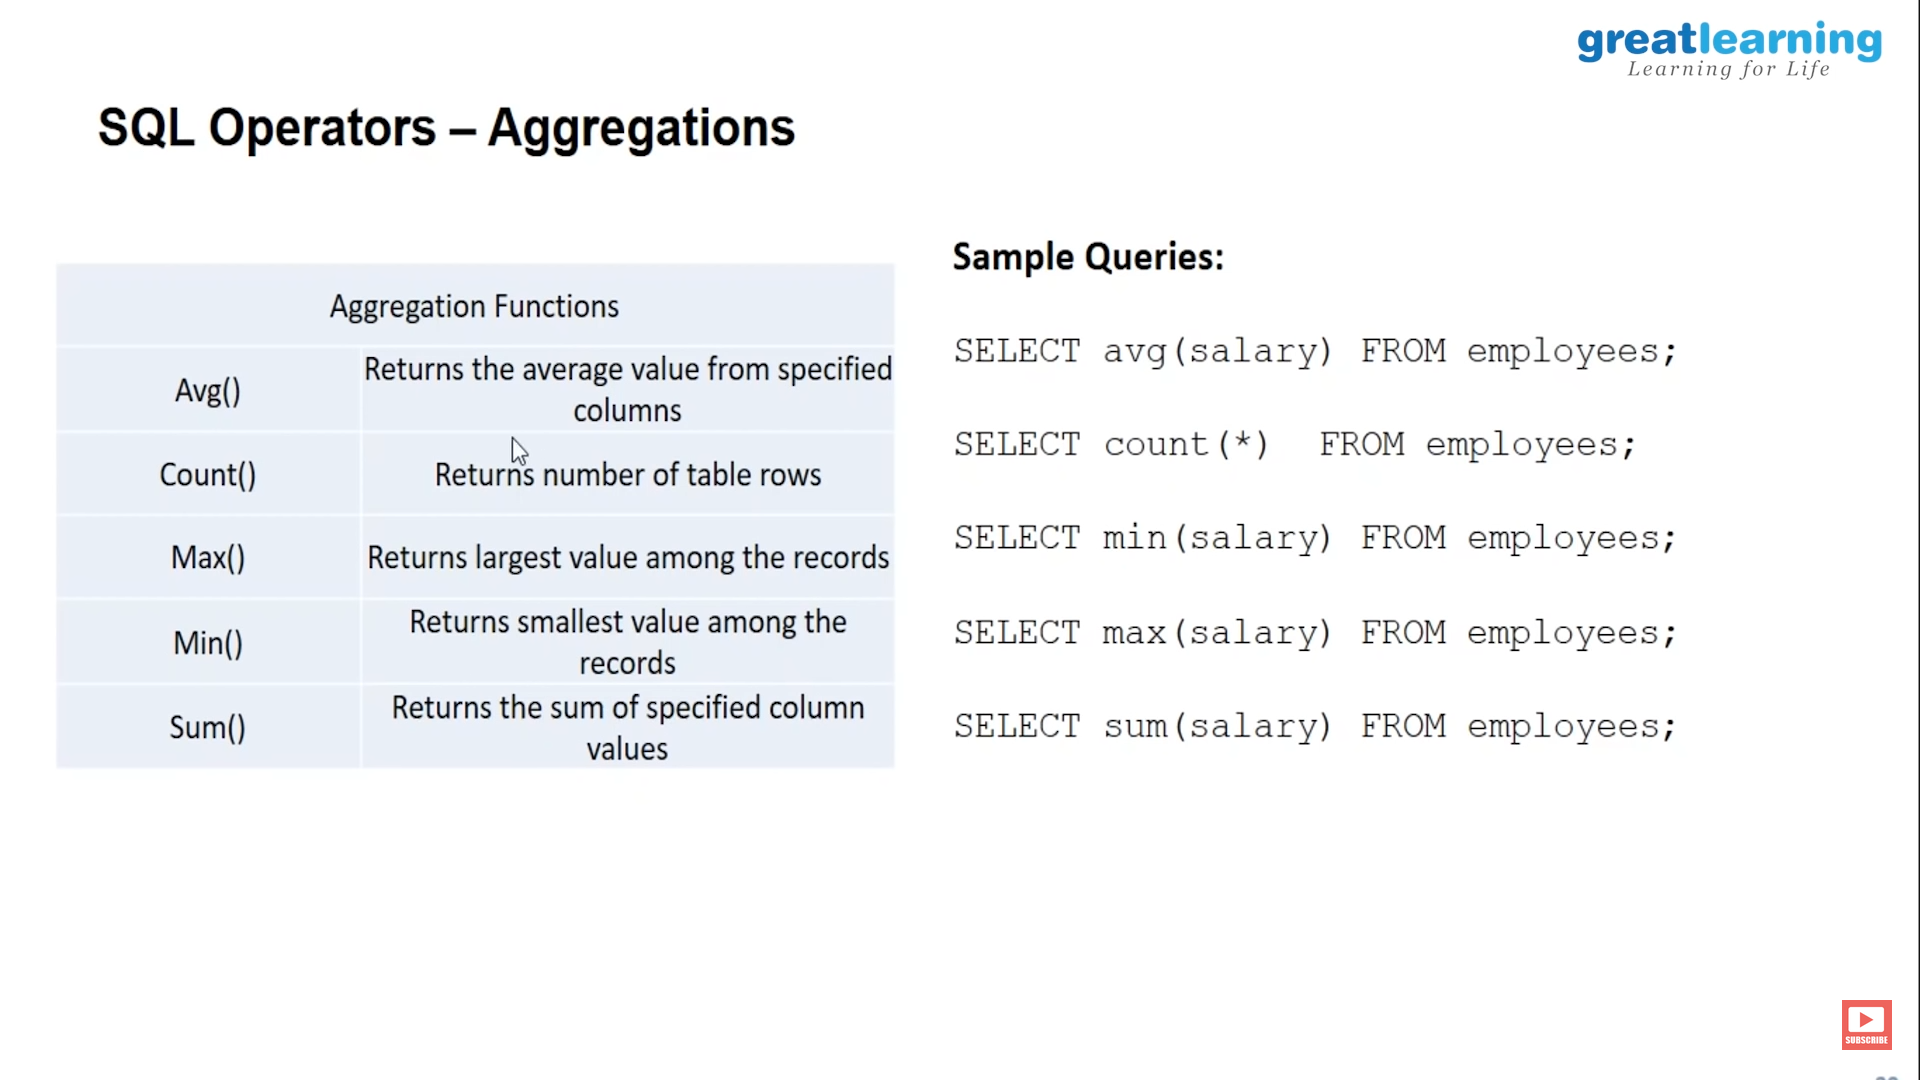 greatlearning
Learning for Life
SQL Operators – Aggregations
Aggregation Functions
Avg()
Returns the average value from specified
columns
Count()
Returns number of table rows
Max()
Returns largest value among the records
Min()
Returns smallest value among the
records
Sum()
Returns the sum of specified column
values
Sample Queries:
SELECT avg(salary) FROM employees;
SELECT count(*)  FROM employees;
SELECT min(salary) FROM employees;
SELECT max(salary) FROM employees;
SELECT sum(salary) FROM employees;
SUBSCRIBE